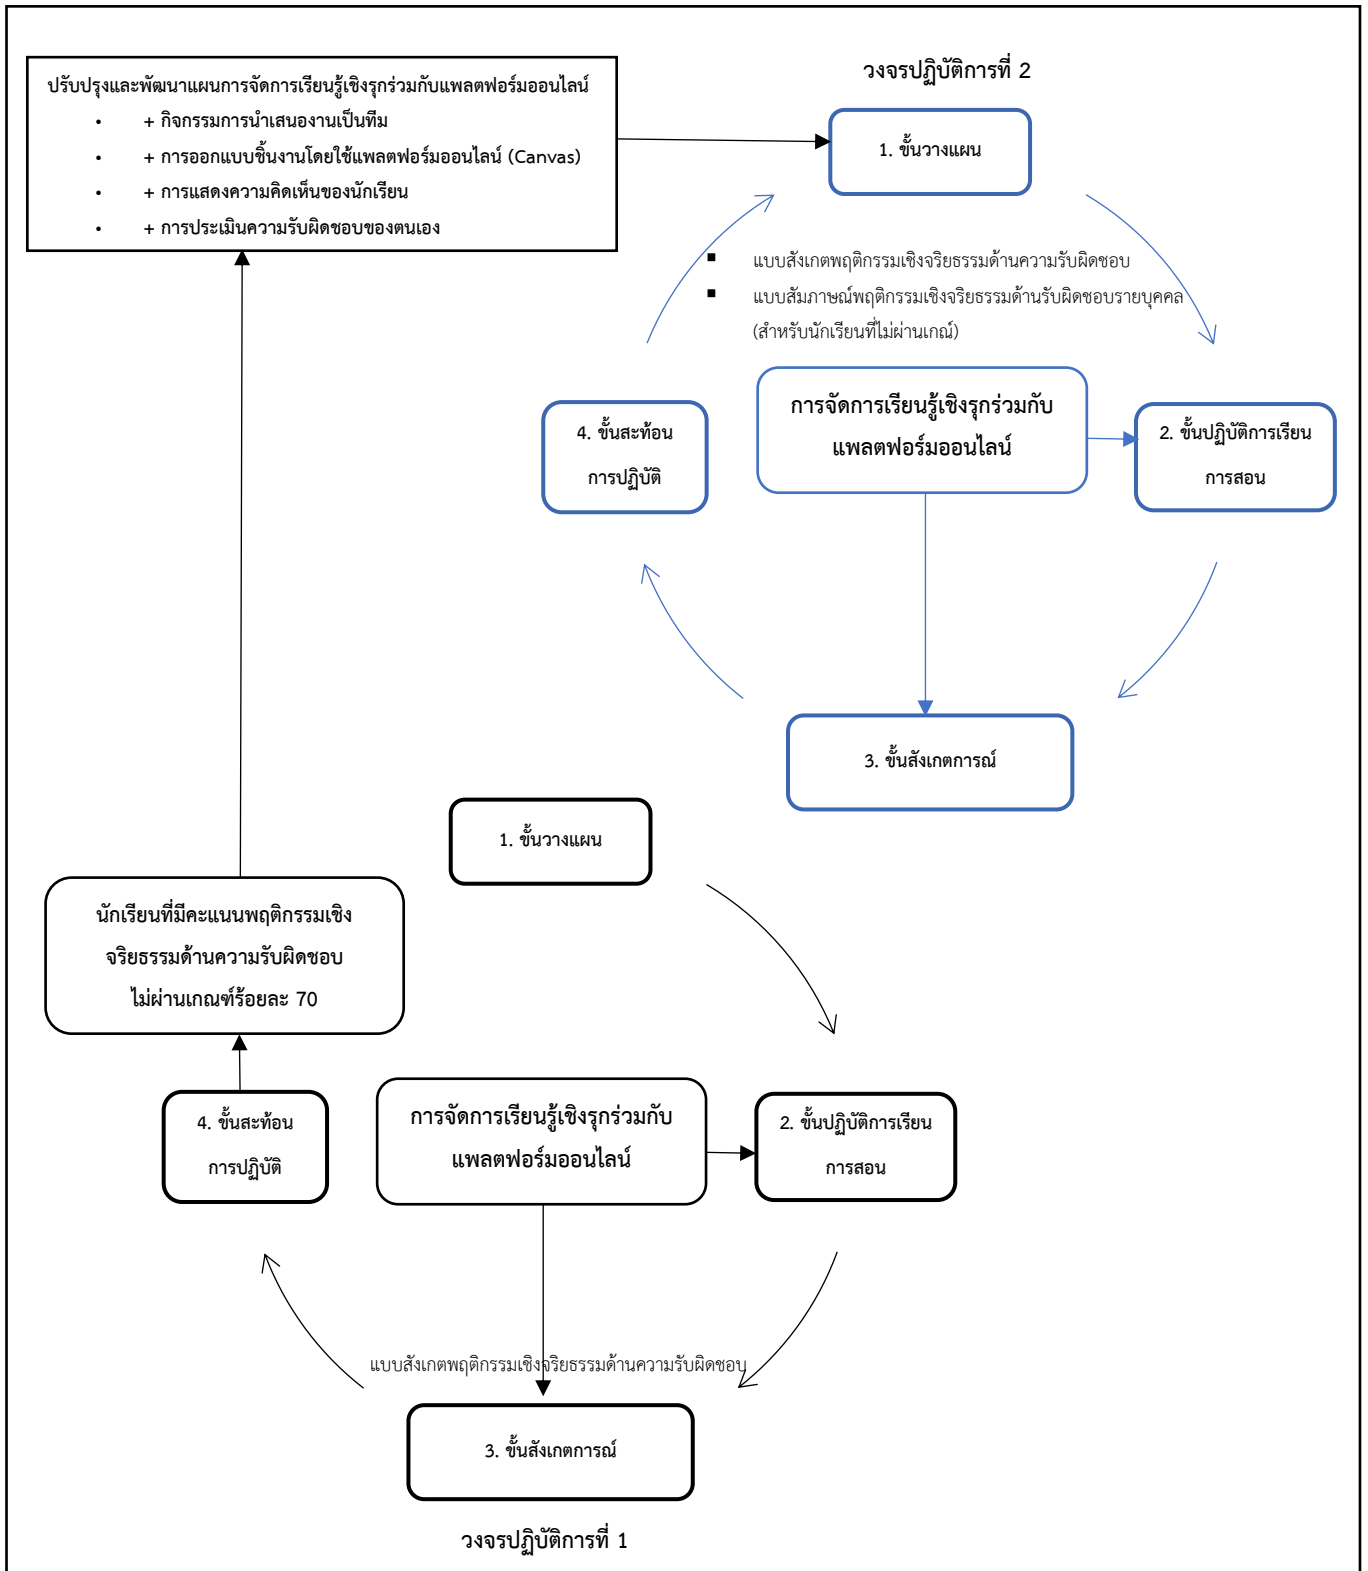 วงจรปฏิบัติการที่ 2
ปรับปรุงและพัฒนาแผนการจัดการเรียนรู้เชิงรุกร่วมกับแพลตฟอร์มออนไลน์
• + กิจกรรมการนำเสนองานเป็นทีม
• + การออกแบบชิ้นงานโดยใช้แพลตฟอร์มออนไลน์ (Canvas)
• + การแสดงความคิดเห็นของนักเรียน
• + การประเมินความรับผิดชอบของตนเอง
1. ขั้นวางแผน
▪ แบบสังเกตพฤติกรรมเชิงจริยธรรมด้านความรับผิดชอบ
▪ แบบสัมภาษณ์พฤติกรรมเชิงจริยธรรมด้านรับผิดชอบรายบุคคล
(สำหรับนักเรียนที่ไม่ผ่านเกณ์)
4. ขั้นสะท้อน
การปฏิบัติ
การจัดการเรียนรู้เชิงรุกร่วมกับ
แพลตฟอร์มออนไลน์
2. ขั้นปฏิบัติการเรียน
การสอน
3. ขั้นสังเกตการณ์
1. ขั้นวางแผน
นักเรียนที่มีคะแนนพฤติกรรมเชิง
จริยธรรมด้านความรับผิดชอบ
ไม่ผ่านเกณฑ์ร้อยละ 70
4. ขั้นสะท้อน
การปฏิบัติ
การจัดการเรียนรู้เชิงรุกร่วมกับ
แพลตฟอร์มออนไลน์
2. ขั้นปฏิบัติการเรียน
การสอน
แบบสังเกตพฤติกรรมเชิงจริยธรรมด้านความรับผิดชอบ
3. ขั้นสังเกตการณ์
วงจรปฏิบัติการที่ 1